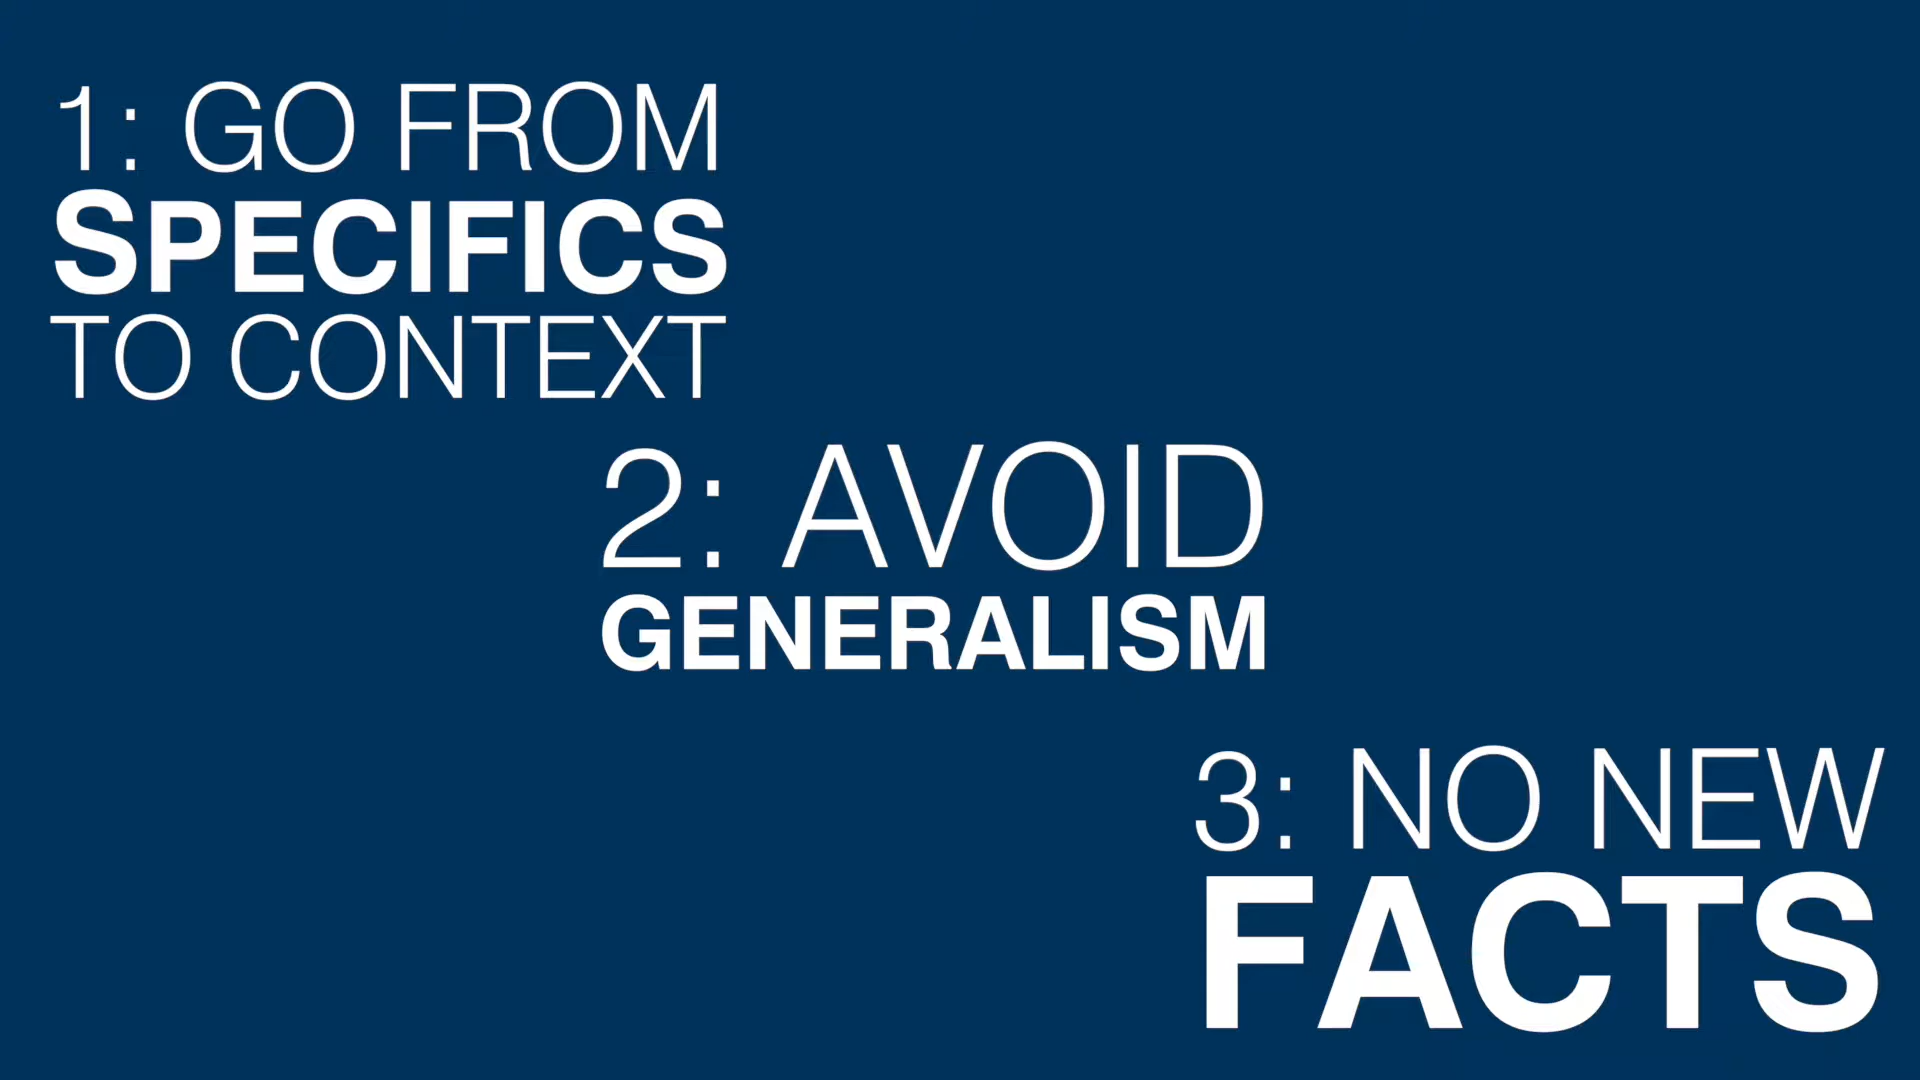 1: GO FROM
SPECIFICS
TO CONTEXT
2: AVOID
GENERALISM
3: NO NEW
FACTS